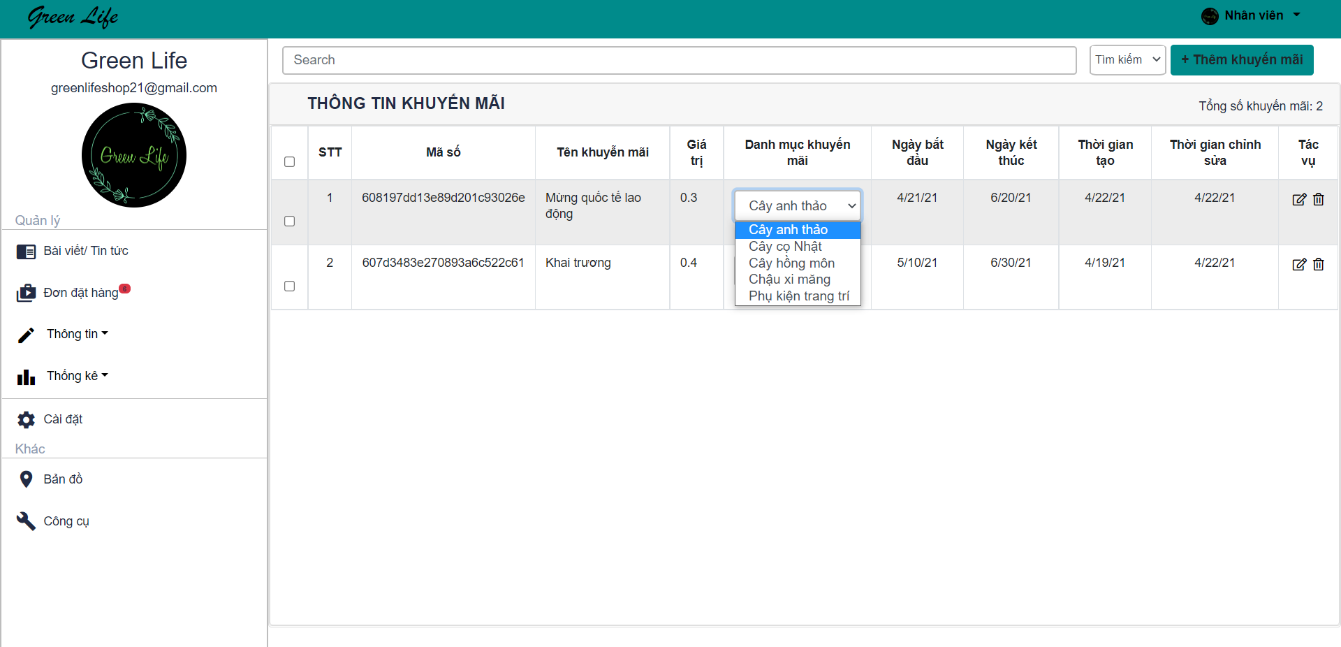 Green Life
Nhân viên
Green Life
greenlifeshop21@gmail.com
Green Life
Quản lý
Bài viết/ Tin tức
Đơn đặt hàng
Thông tin
Thống kê
Cài đặt
Khác
Bản đồ
Công cụ
Search
Tìm kiếm
+ Thêm khuyến mãi
THÔNG TIN KHUYẾN MÃI
Tổng số khuyến mãi: 2
STT Mã số Tên khuyễn mãi Giá trị Danh mục khuyến mãi Ngày bắt đầu Ngày kết thúc Thời gian tạo Thời gian chỉnh sửa Tác vụ
1 608197dd13e89d201c93026e Mừng quốc tế lao động 0.3 Cây anh thảo 4/21/21 6/20/21 4/22/21 4/22/21
Cây anh thảo
Cây cọ Nhật
Cây hồng môn
Chậu xi măng
Phụ kiện trang trí
2 607d3483e270893a6c522c61 Khai trương 0.4 5/10/21 6/30/21 4/19/21 4/22/21